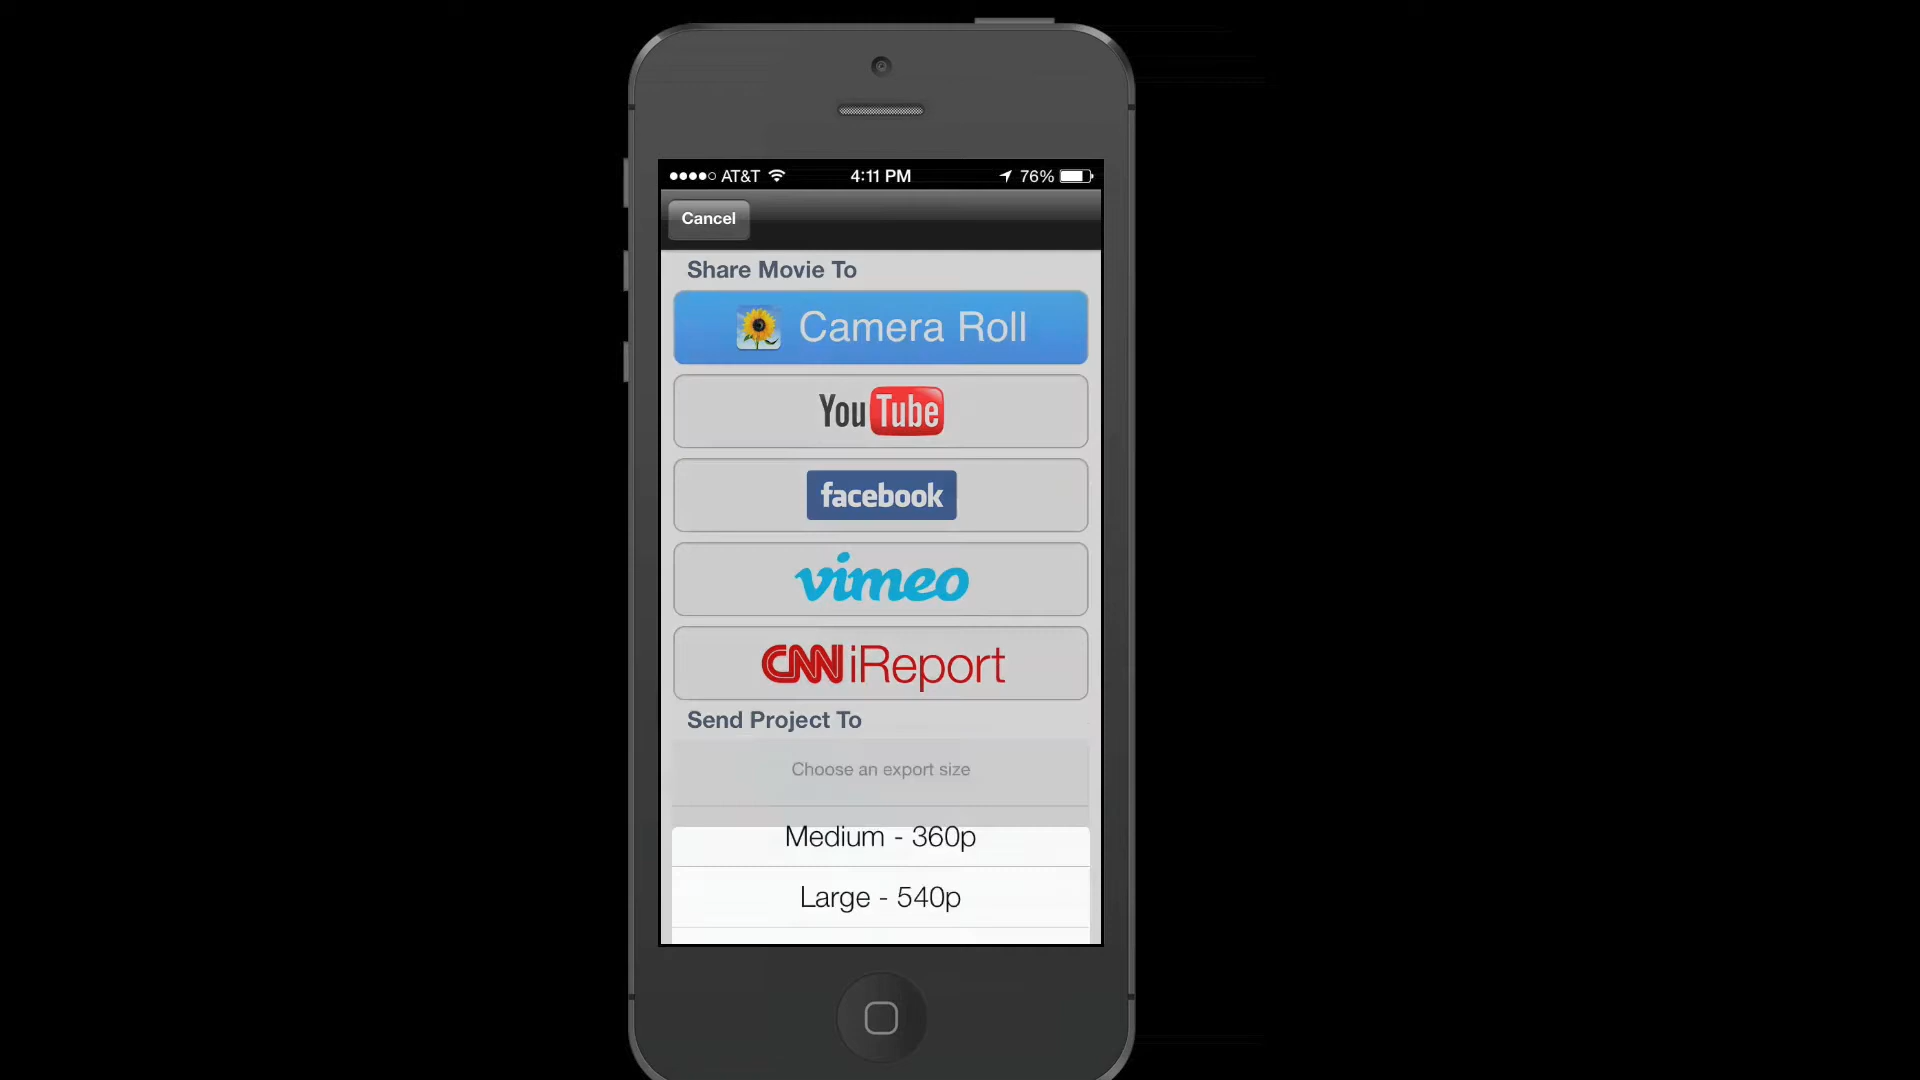 AT&T 4:11 PM 76%
Cancel
Share Movie To
Camera Roll
YouTube
facebook
vimeo
CNN iReport
Send Project To
Choose an export size
Medium - 360p
Large - 540p